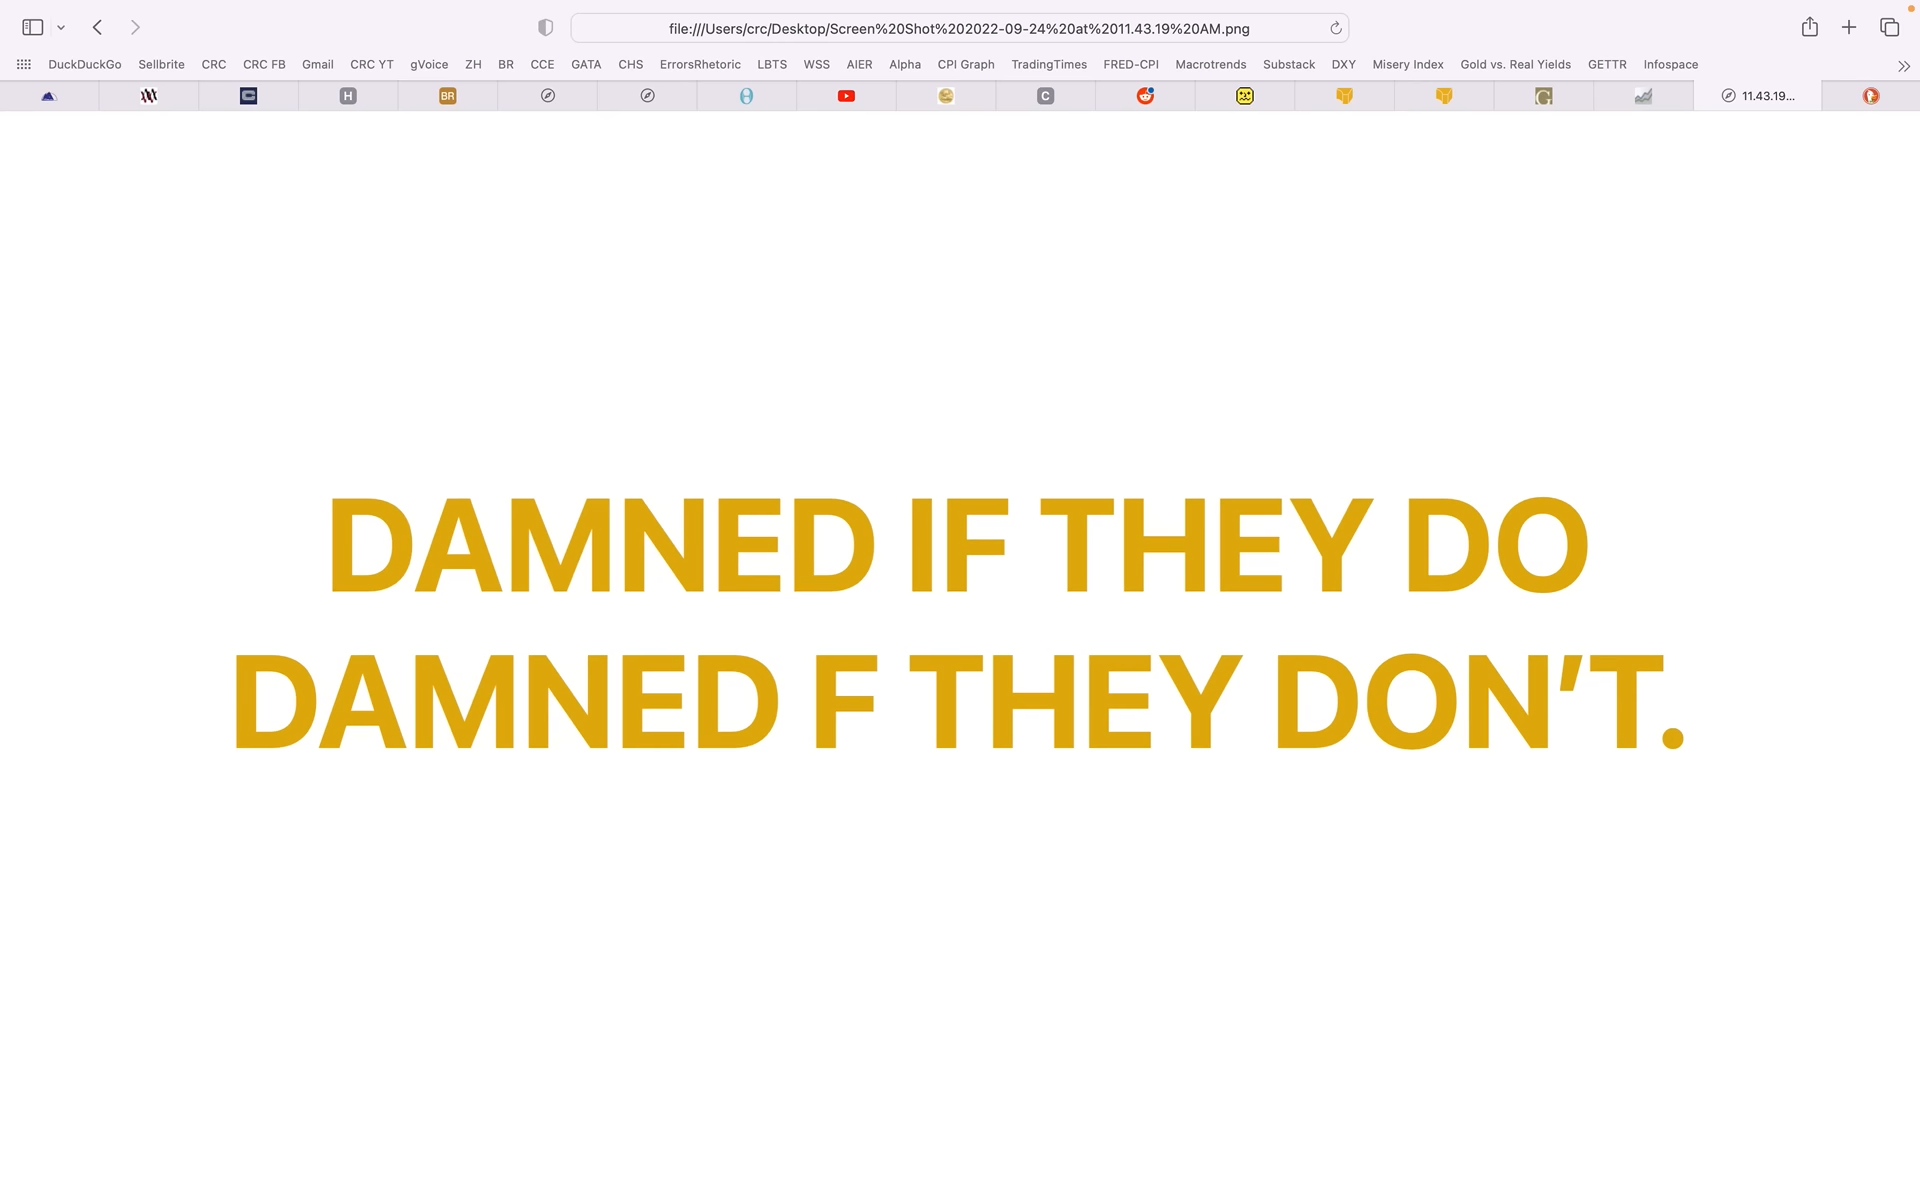 file:///Users/crc/Desktop/Screen%20Shot%202022-09-24%20at%2011.43.19%20AM.png
DuckDuckGo Sellbrite CRC CRC FB Gmail CRC YT gVoice ZH BR CCE GATA CHS ErrorsRhetoric LBTS WSS AIER Alpha CPI Graph TradingTimes FRED-CPI Macrotrends Substack DXY Misery Index Gold vs. Real Yields GETTR Infospace
H BR C G 11.43.19...
DAMNED IF THEY DO
DAMNED F THEY DON’T.